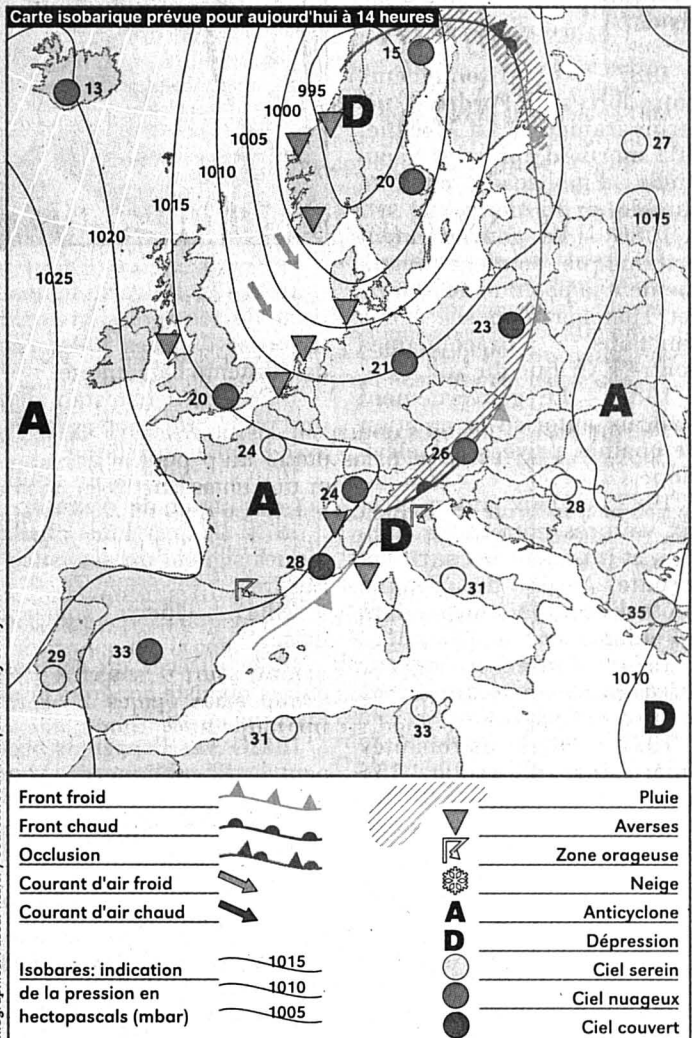 Carte isobarique prévue pour aujourd'hui à 14 heures
13
15
995
D
1000
27
1005
1010
20
1015
1015
1020
1025
23
21
A
20
A
24
26
A
24
28
D
28
31
35
29
33
1010
D
31
33
Front froid
Front chaud
Occlusion
Courant d'air froid
Courant d'air chaud
Isobares: indication
de la pression en
hectopascals (mbar)
1015
1010
1005
Pluie
Averses
Zone orageuse
Neige
A Anticyclone
D Dépression
Ciel serein
Ciel nuageux
Ciel couvert